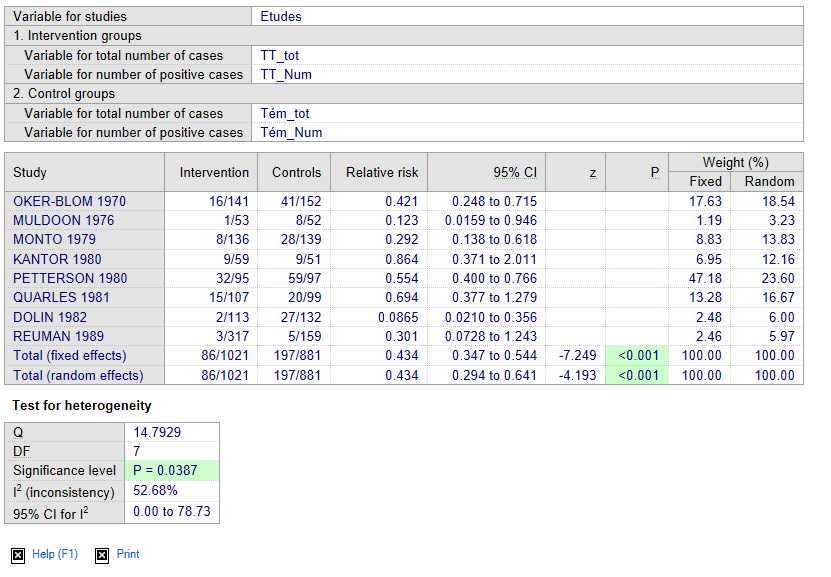 Variable for studies Etudes
1. Intervention groups
Variable for total number of cases TT_tot
Variable for number of positive cases TT_Num
2. Control groups
Variable for total number of cases Tém_tot
Variable for number of positive cases Tém_Num
Study Intervention Controls Relative risk 95% CI z P Weight (%)
Fixed Random
OKER-BLOM 1970 16/141 41/152 0.421 0.248 to 0.715 17.63 18.54
MULDOON 1976 1/53 8/52 0.123 0.0159 to 0.946 1.19 3.23
MONTO 1979 8/136 28/139 0.292 0.138 to 0.618 8.83 13.83
KANTOR 1980 9/59 9/51 0.864 0.371 to 2.011 6.95 12.16
PETTERSON 1980 32/95 59/97 0.554 0.400 to 0.766 47.18 23.60
QUARLES 1981 15/107 20/99 0.694 0.377 to 1.279 13.28 16.67
DOLIN 1982 2/113 27/132 0.0865 0.0210 to 0.356 2.48 6.00
REUMAN 1989 3/317 5/159 0.301 0.0728 to 1.243 2.46 5.97
Total (fixed effects) 86/1021 197/881 0.434 0.347 to 0.544 -7.249 <0.001 100.00 100.00
Total (random effects) 86/1021 197/881 0.434 0.294 to 0.641 -4.193 <0.001 100.00 100.00
Test for heterogeneity
Q 14.7929
DF 7
Significance level P = 0.0387
I² (inconsistency) 52.68%
95% CI for I² 0.00 to 78.73
Help (F1) Print